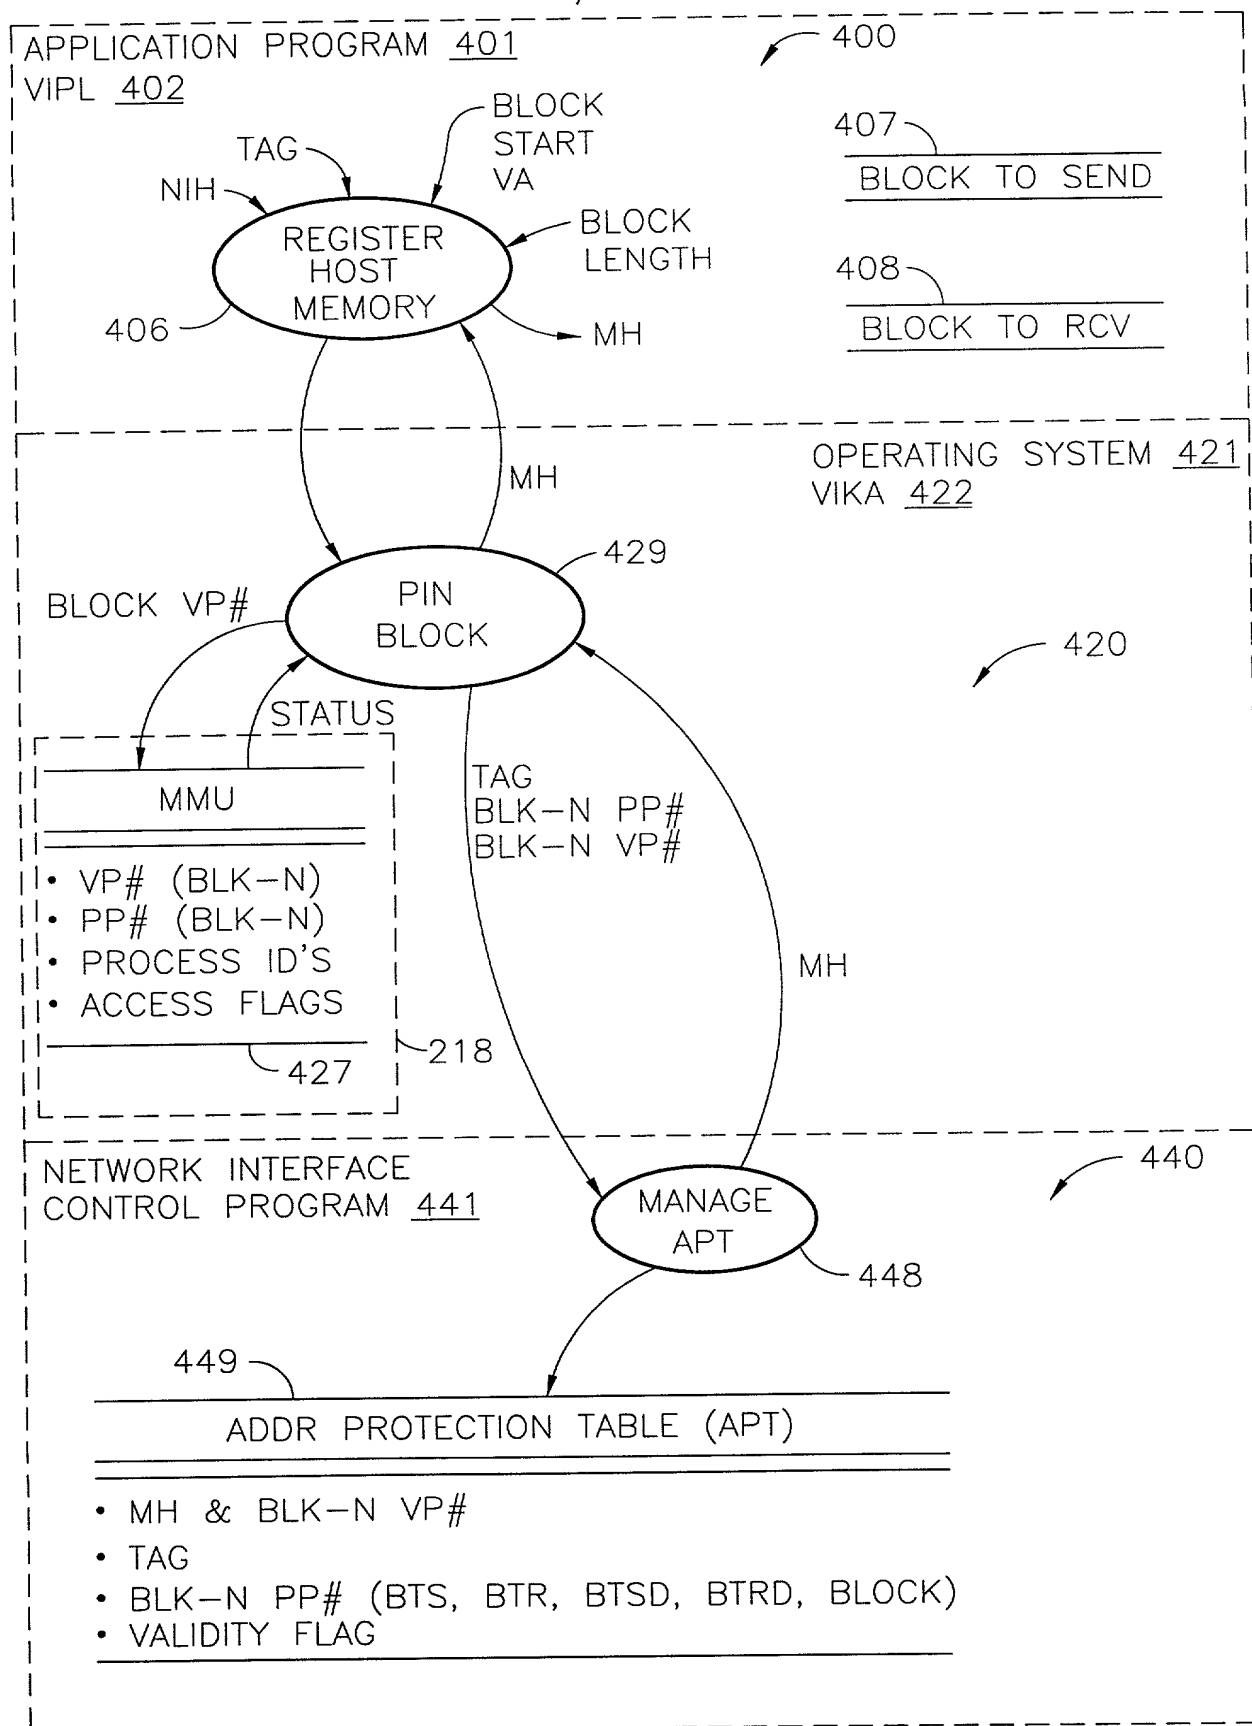 APPLICATION PROGRAM 401
VIPL 402
400
BLOCK
START
VA
TAG
NIH
BLOCK
LENGTH
REGISTER
HOST
MEMORY
406
MH
407
BLOCK TO SEND
408
BLOCK TO RCV
OPERATING SYSTEM 421
VIKA 422
MH
429
PIN
BLOCK
BLOCK VP#
420
STATUS
MMU
• VP# (BLK-N)
• PP# (BLK-N)
• PROCESS ID'S
• ACCESS FLAGS
427
218
TAG
BLK-N PP#
BLK-N VP#
MH
NETWORK INTERFACE
CONTROL PROGRAM 441
440
MANAGE
APT
448
449
ADDR PROTECTION TABLE (APT)
• MH & BLK-N VP#
• TAG
• BLK-N PP# (BTS, BTR, BTSD, BTRD, BLOCK)
• VALIDITY FLAG